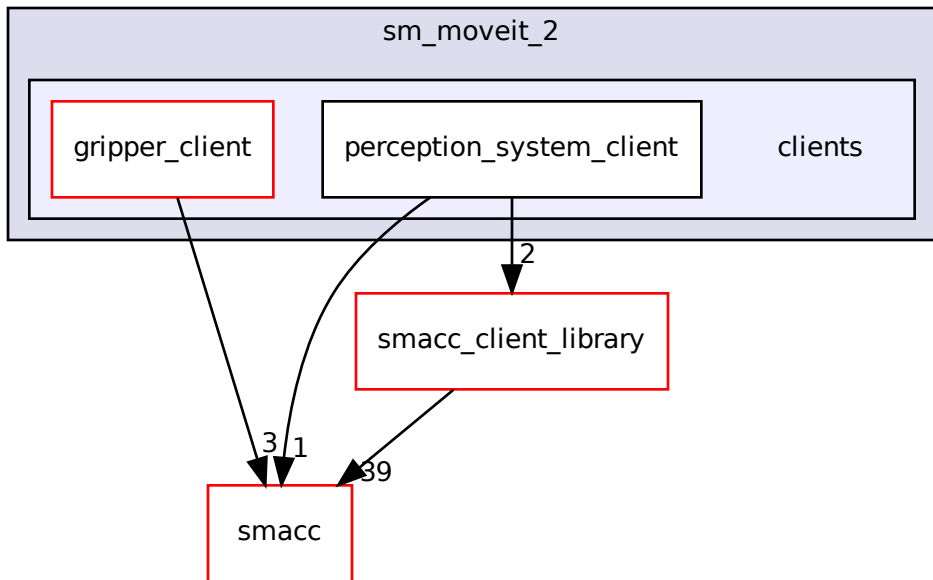 sm_moveit_2
gripper_client
perception_system_client
clients
2
smacc_client_library
3
1
39
smacc